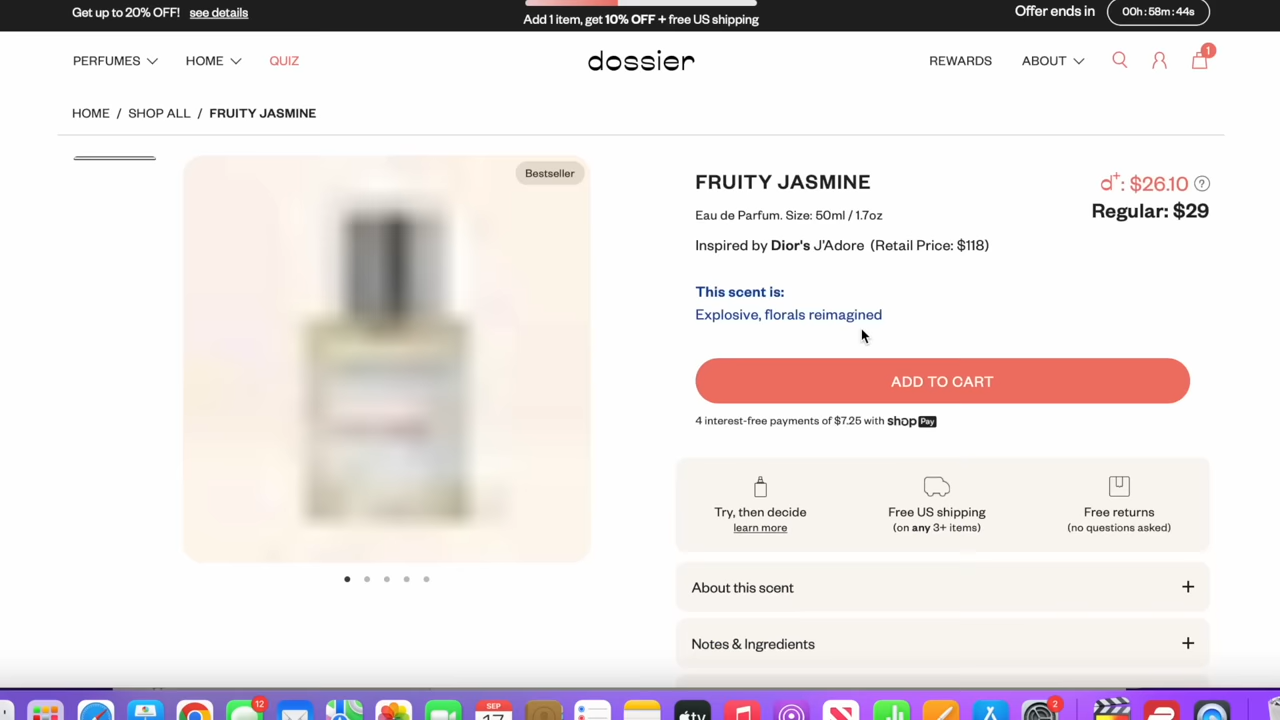 Get up to 20% OFF! see details
Add 1 item, get 10% OFF + free US shipping
Offer ends in 00h:58m:44s
PERFUMES HOME QUIZ
dossier
REWARDS ABOUT 1
HOME / SHOP ALL / FRUITY JASMINE
Bestseller
FRUITY JASMINE
d+: $26.10 ?
Regular: $29
Eau de Parfum. Size: 50ml / 1.7oz
Inspired by Dior's J'Adore (Retail Price: $118)
This scent is:
Explosive, florals reimagined
ADD TO CART
4 interest-free payments of $7.25 with shop Pay
Try, then decide
learn more
Free US shipping
(on any 3+ items)
Free returns
(no questions asked)
About this scent +
Notes & Ingredients +
12
SEP
17
tv
2